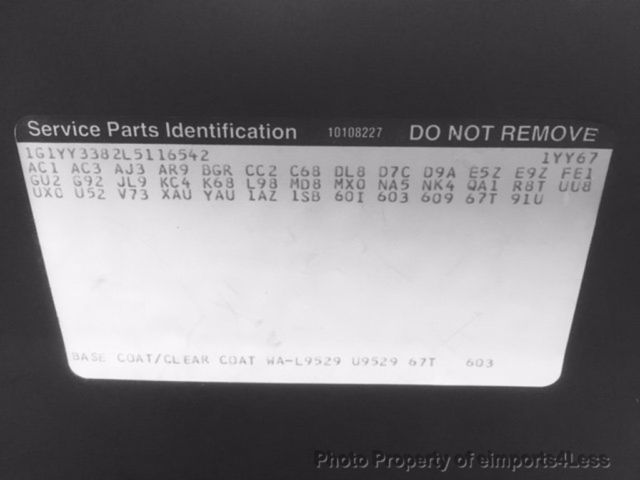 Service Parts Identification 10108227 DO NOT REMOVE
1G1YY3382L5116542 1YY67
AC1 AC3 AJ3 AR9 BGR CC2 C68 DL8 D7C D9A E5Z E9Z FE1
GU2 G92 JL9 KC4 K68 L98 MD8 MX0 NA5 NK4 QA1 R8T UU8
UX0 U52 V73 XAU YAU 1AZ 1SB 60I 603 609 67T 91U
BASE COAT/CLEAR COAT WA-L9529 U9529 67T 603
Photo Property of eimports4Less